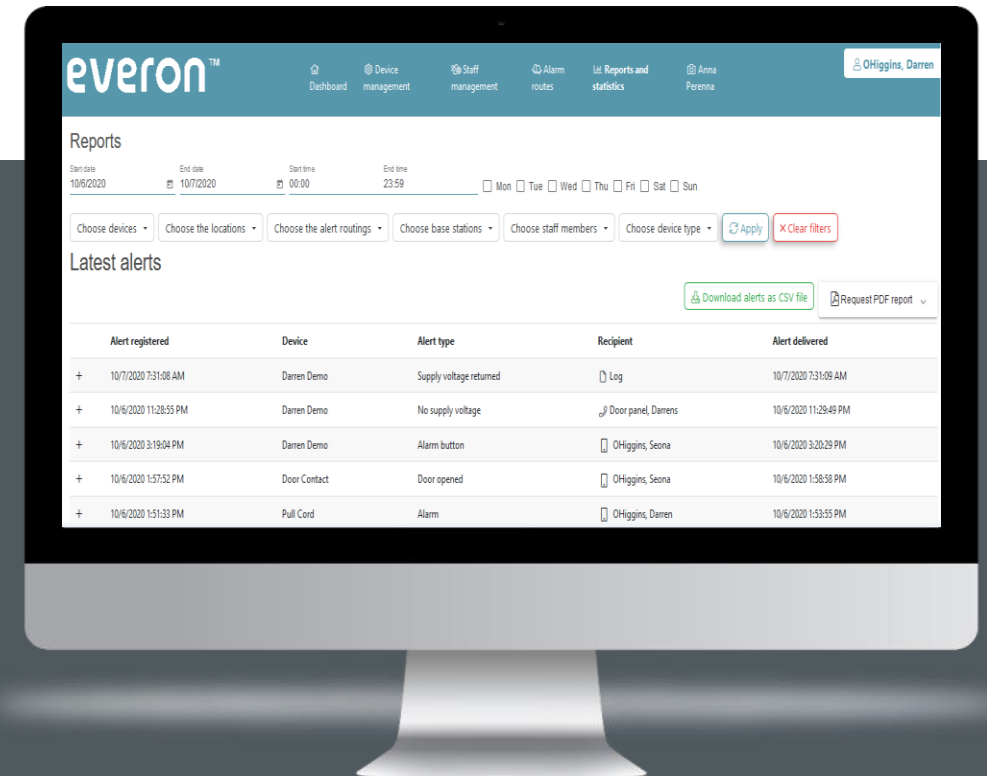 everon™
Dashboard
Device management
Staff management
Alarm routes
Reports and statistics
Anna Perenna
OHiggins, Darren
Reports
Start date End date Start time End time
10/6/2020 10/7/2020 00:00 23:59 Mon Tue Wed Thu Fri Sat Sun
Choose devices Choose the locations Choose the alert routings Choose base stations Choose staff members Choose device type Apply × Clear filters
Latest alerts
Download alerts as CSV file Request PDF report
Alert registered Device Alert type Recipient Alert delivered
+ 10/7/2020 7:31:08 AM Darren Demo Supply voltage returned Log 10/7/2020 7:31:09 AM
+ 10/6/2020 11:28:55 PM Darren Demo No supply voltage Door panel, Darrens 10/6/2020 11:29:49 PM
+ 10/6/2020 3:19:04 PM Darren Demo Alarm button OHiggins, Seona 10/6/2020 3:20:29 PM
+ 10/6/2020 1:57:52 PM Door Contact Door opened OHiggins, Seona 10/6/2020 1:58:58 PM
+ 10/6/2020 1:51:33 PM Pull Cord Alarm OHiggins, Darren 10/6/2020 1:53:55 PM